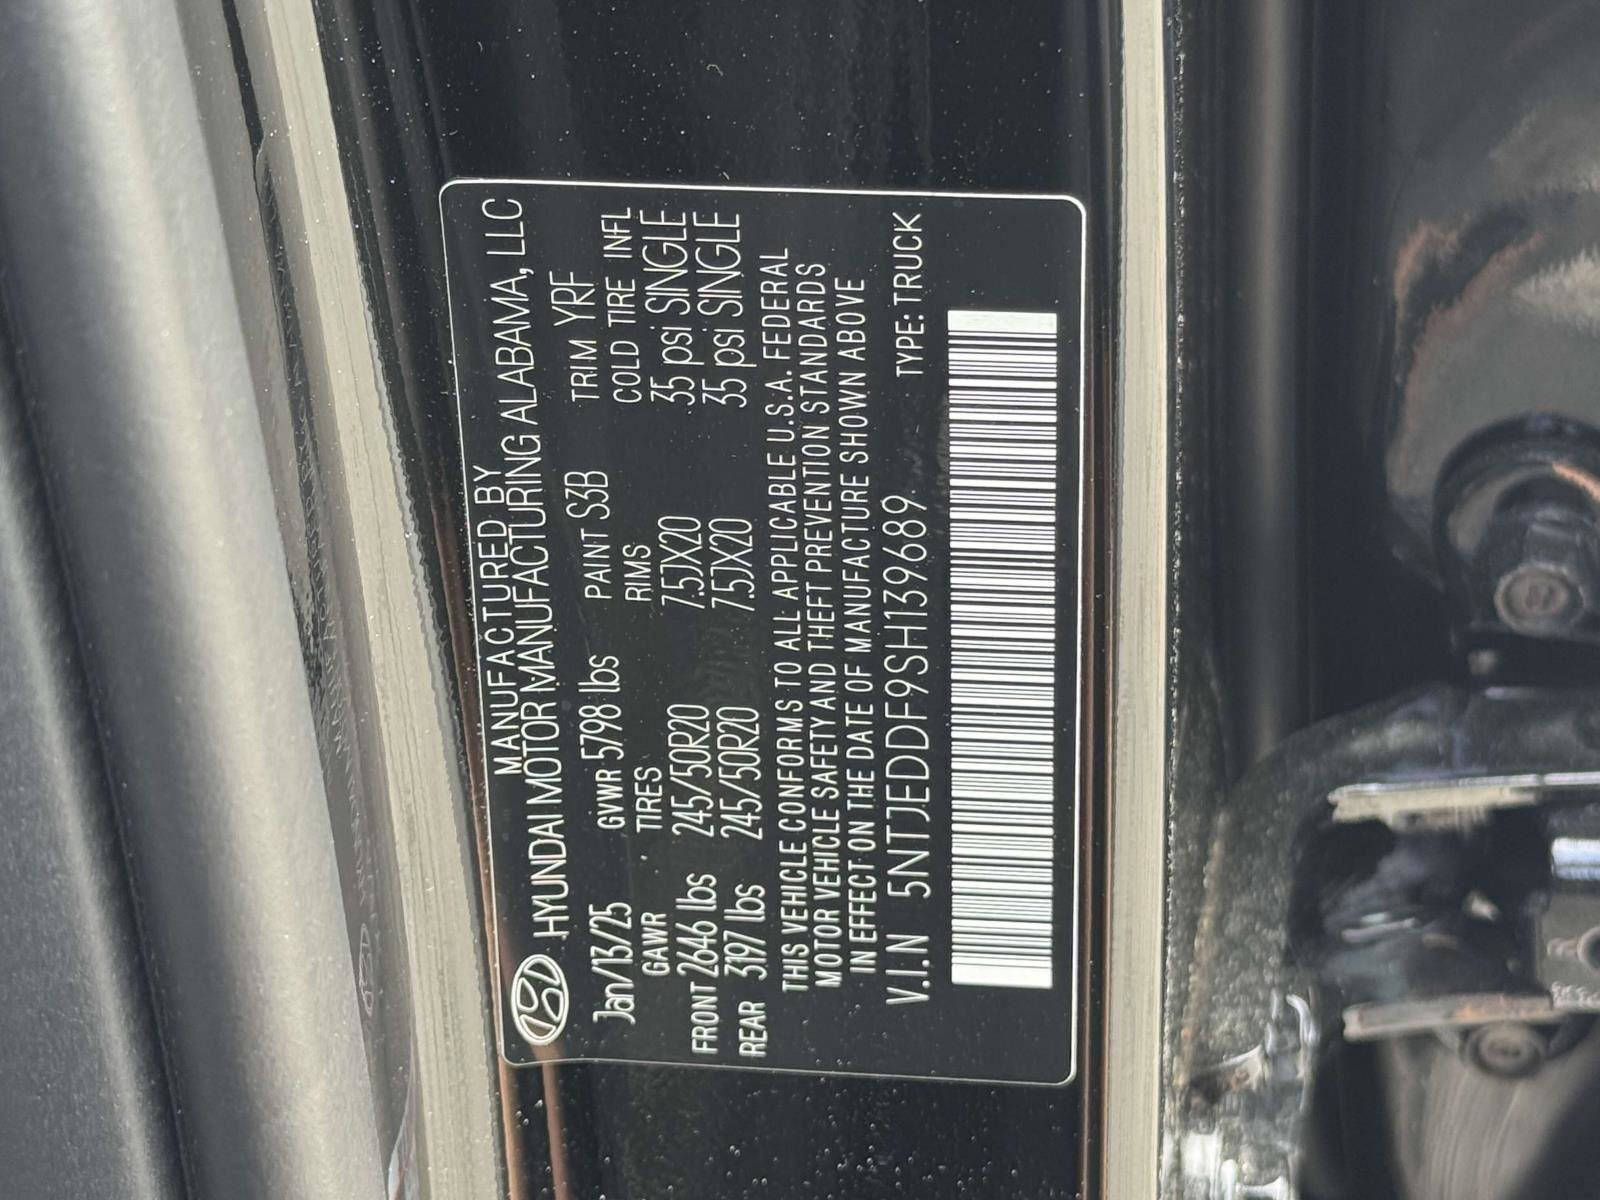 MANUFACTURED BY
HYUNDAI MOTOR MANUFACTURING ALABAMA, LLC
Jan/13/25 GVWR 5798 lbs PAINT S3B TRIM YRF
GAWR TIRES RIMS COLD TIRE INFL
FRONT 2646 lbs 245/50R20 7.5JX20 35 psi SINGLE
REAR 3197 lbs 245/50R20 7.5JX20 35 psi SINGLE
THIS VEHICLE CONFORMS TO ALL APPLICABLE U.S.A. FEDERAL
MOTOR VEHICLE SAFETY AND THEFT PREVENTION STANDARDS
IN EFFECT ON THE DATE OF MANUFACTURE SHOWN ABOVE
V.I.N 5NTJEDDF9SH139689 TYPE: TRUCK